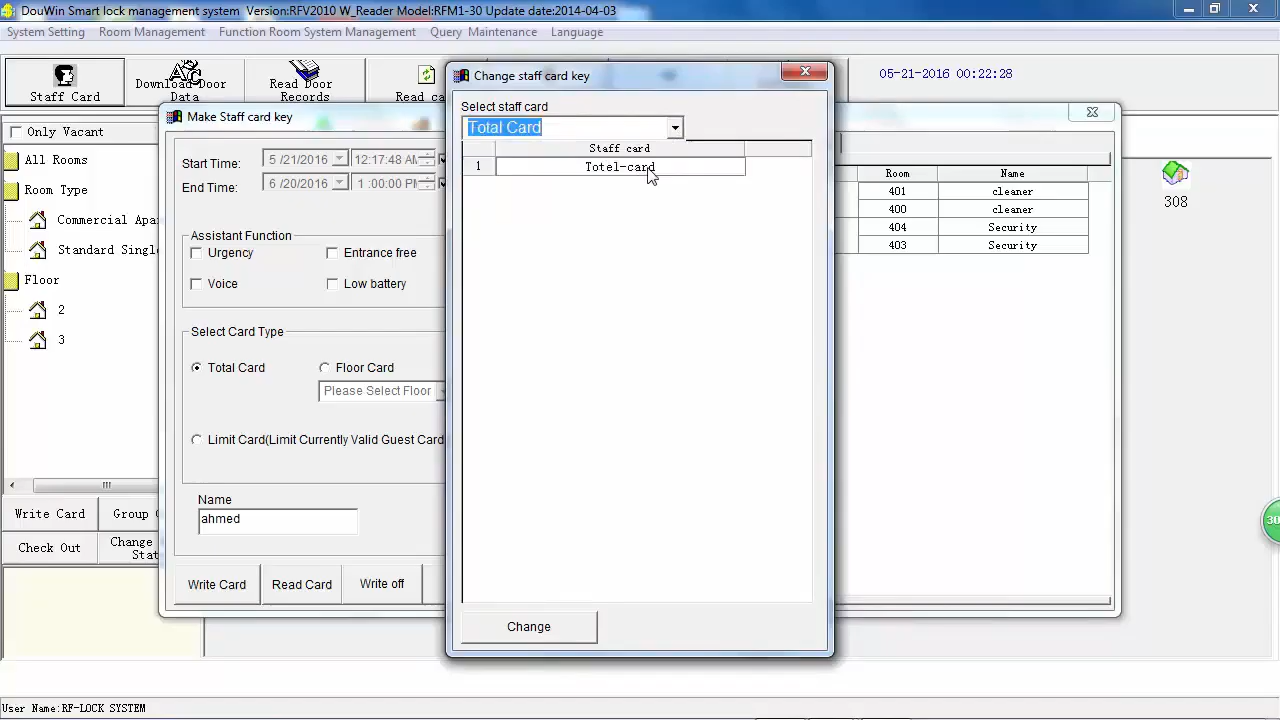 DouWin Smart lock management system Version:RFV2010 W_Reader Model:RFM1-30 Update date:2014-04-03
System Setting Room Management Function Room System Management Query Maintenance Language
Staff Card
Download Door
Data
Read Door
Records
Read ca
05-21-2016 00:22:28
Only Vacant
All Rooms
Room Type
Commercial Apa
Standard Singl
Floor
2
3
Write Card
Group
Check Out
Change
Stat
Make Staff card key
Start Time: 5 /21/2016 12:17:48 AM
End Time: 6 /20/2016 1 :00:00 PM
Assistant Function
Urgency Entrance free
Voice Low battery
Select Card Type
Total Card Floor Card
Please Select Floor
Limit Card(Limit Currently Valid Guest Card
Name
ahmed
Write Card Read Card Write off
Change staff card key
Select staff card
Total Card
Staff card
1 Totel-card
Change
Room Name
401 cleaner
400 cleaner
404 Security
403 Security
308
30
User Name:RF-LOCK SYSTEM